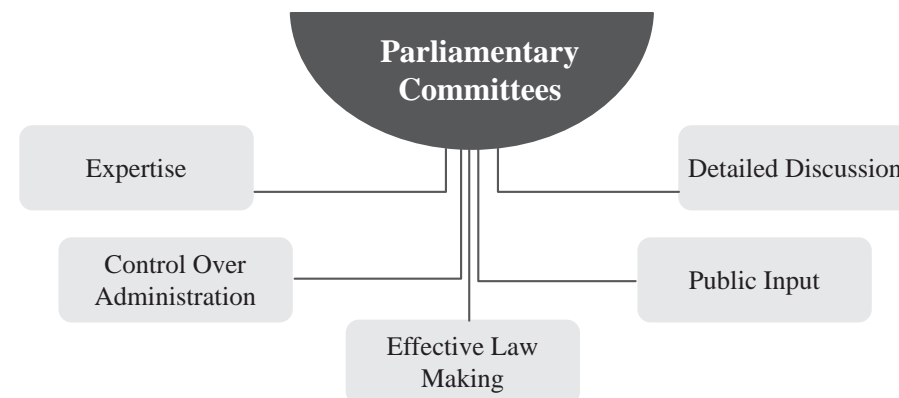 Parliamentary
Committees
Expertise
Detailed Discussion
Control Over
Administration
Public Input
Effective Law
Making